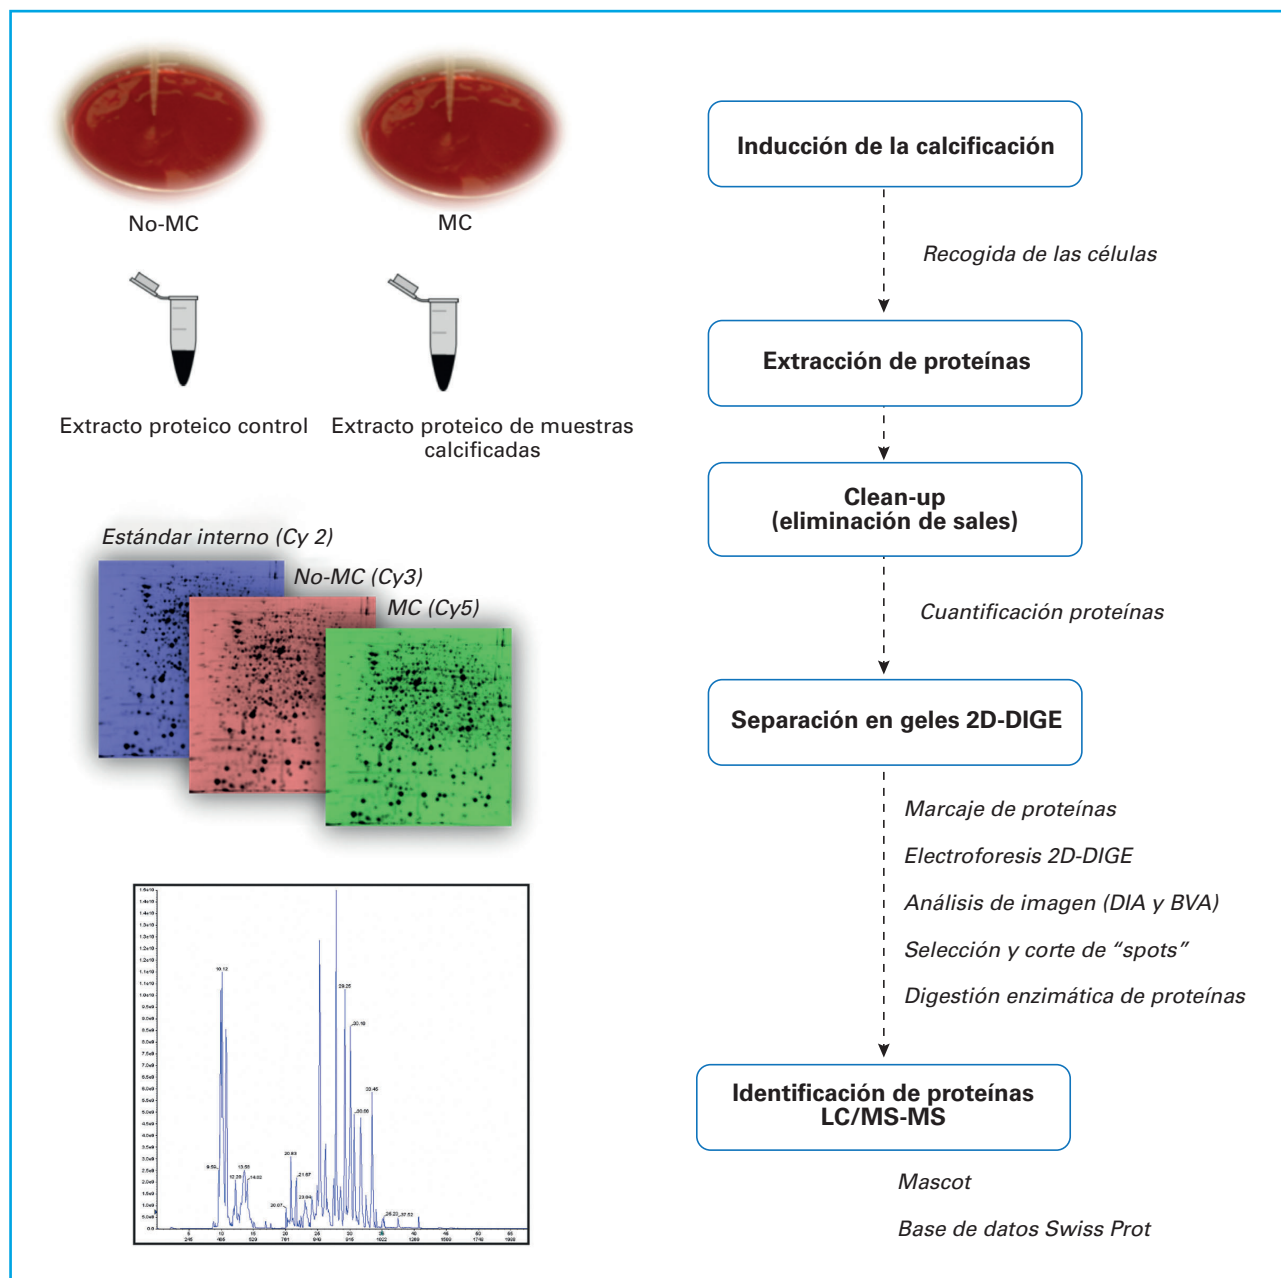 No-MC
MC
Extracto proteico control
Extracto proteico de muestras
calcificadas
Estándar interno (Cy 2)
No-MC (Cy3)
MC (Cy5)
Inducción de la calcificación
Recogida de las células
Extracción de proteínas
Clean-up
(eliminación de sales)
Cuantificación proteínas
Separación en geles 2D-DIGE
Marcaje de proteínas
Electroforesis 2D-DIGE
Análisis de imagen (DIA y BVA)
Selección y corte de “spots”
Digestión enzimática de proteínas
Identificación de proteínas
LC/MS-MS
Mascot
Base de datos Swiss Prot